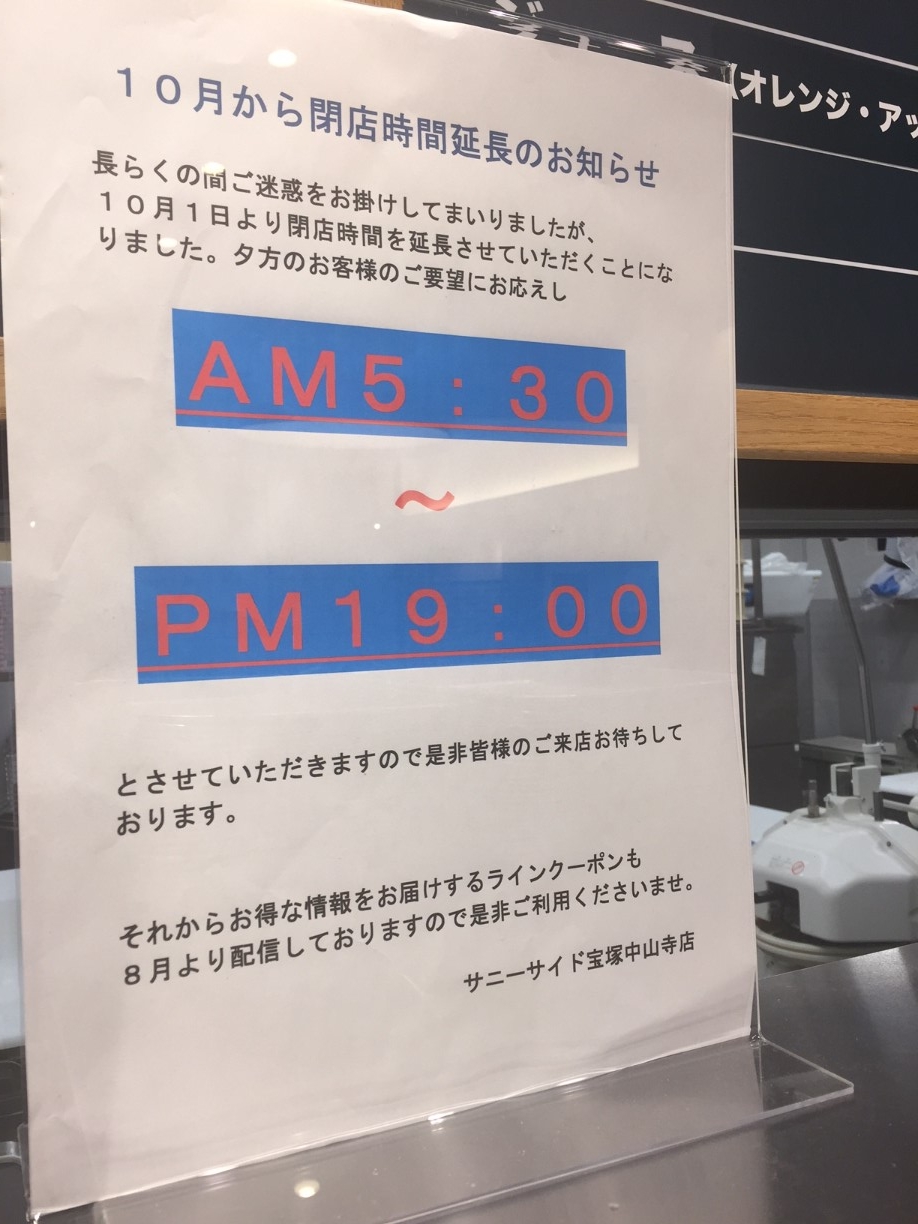 １０月から閉店時間延長のお知らせ
長らくの間ご迷惑をお掛けしてまいりましたが、
１０月１日より閉店時間を延長させていただくことにな
りました。夕方のお客様のご要望にお応えし
ＡＭ５：３０
～
ＰＭ１９：００
とさせていただきますので是非皆様のご来店お待ちして
おります。
それからお得な情報をお届けするラインクーポンも
８月より配信しておりますので是非ご利用くださいませ。
サニーサイド宝塚中山寺店
(オレンジ・アッ